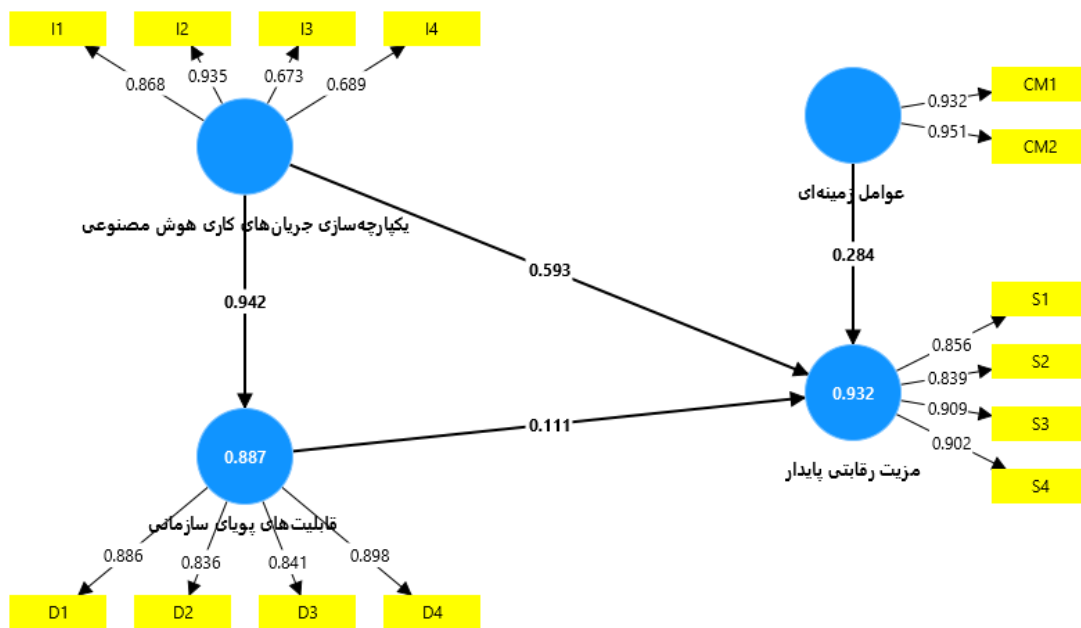 I1
I2
I3
I4
0.868
0.935
0.673
0.689
CM1
0.932
0.951
CM2
یکپارچه‌سازی جریان‌های کاری هوش مصنوعی
عوامل زمینه‌ای
0.284
0.593
0.942
S1
0.856
S2
0.839
0.932
0.909
S3
0.902
0.111
مزیت رقابتی پایدار
S4
0.887
قابلیت‌های پویای سازمانی
0.886
0.836
0.841
0.898
D1
D2
D3
D4